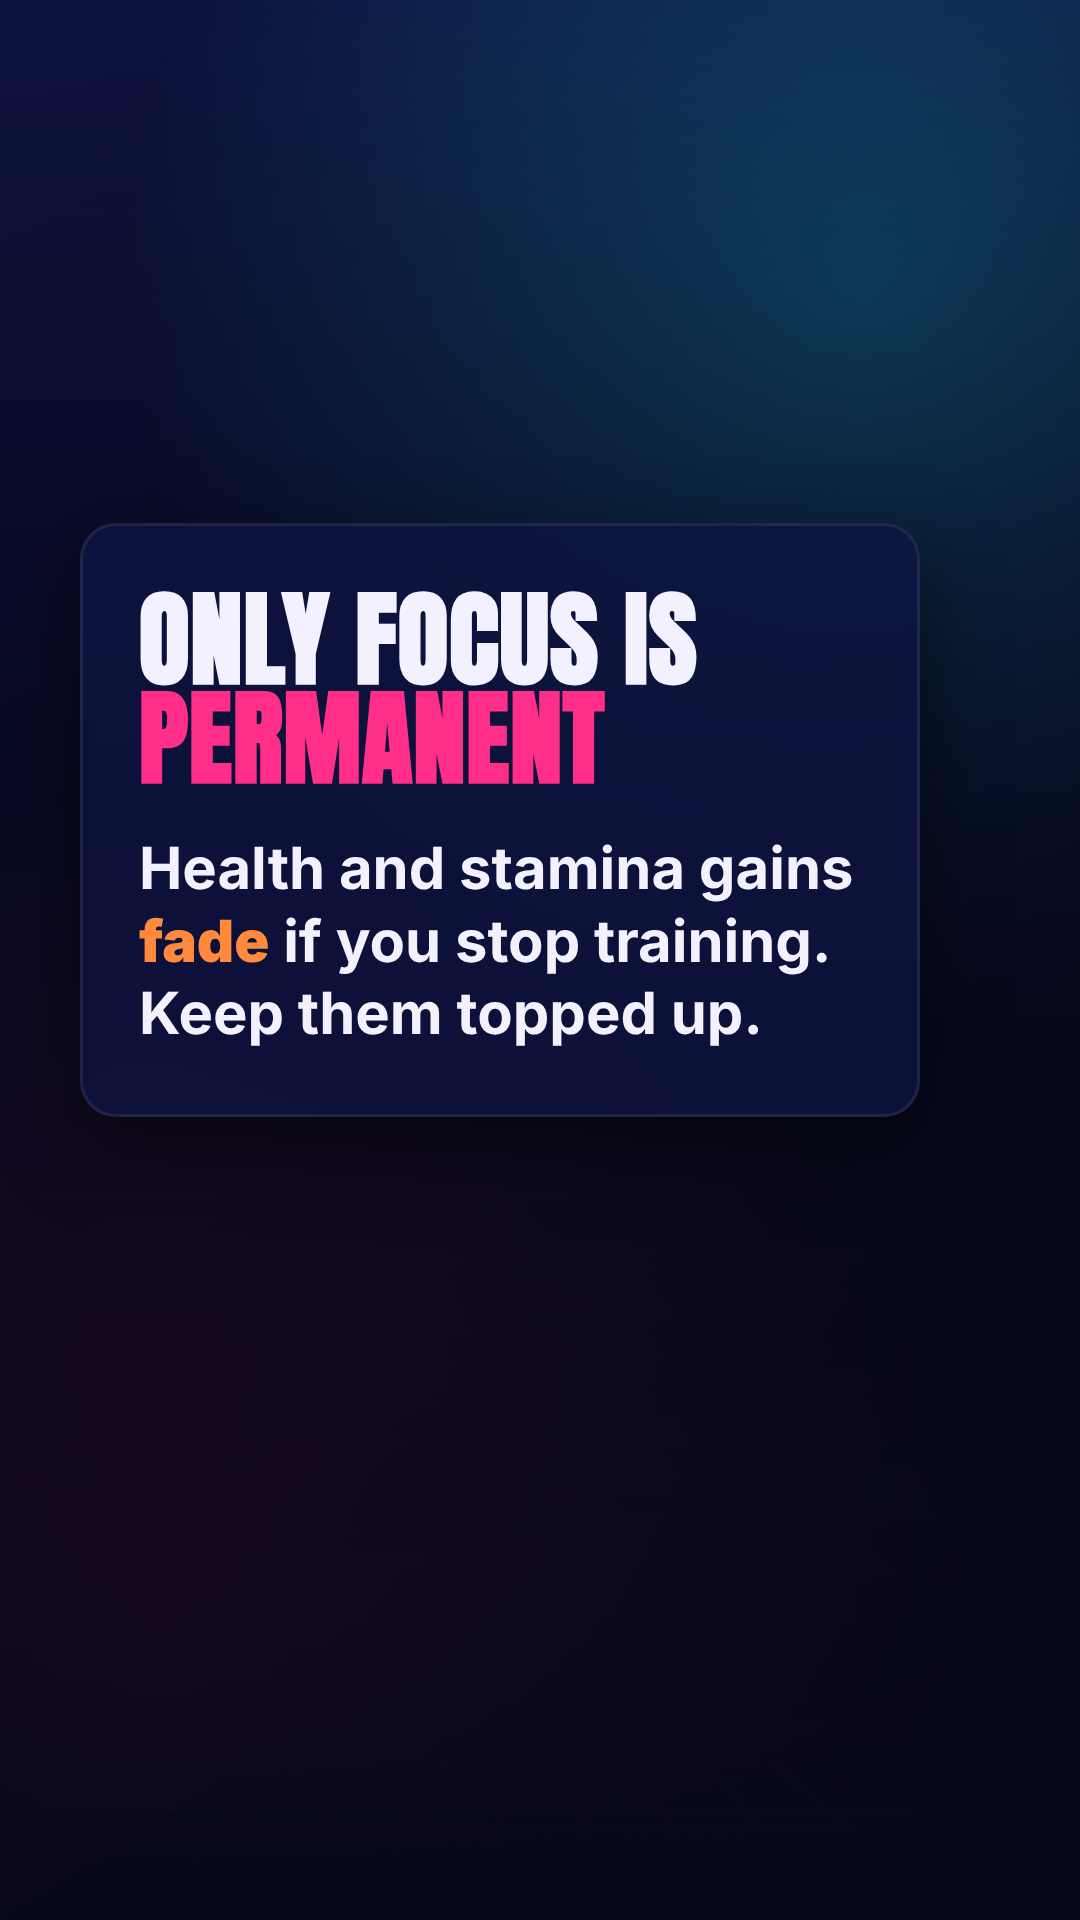 ONLY FOCUS IS
PERMANENT
Health and stamina gains
fade if you stop training.
Keep them topped up.